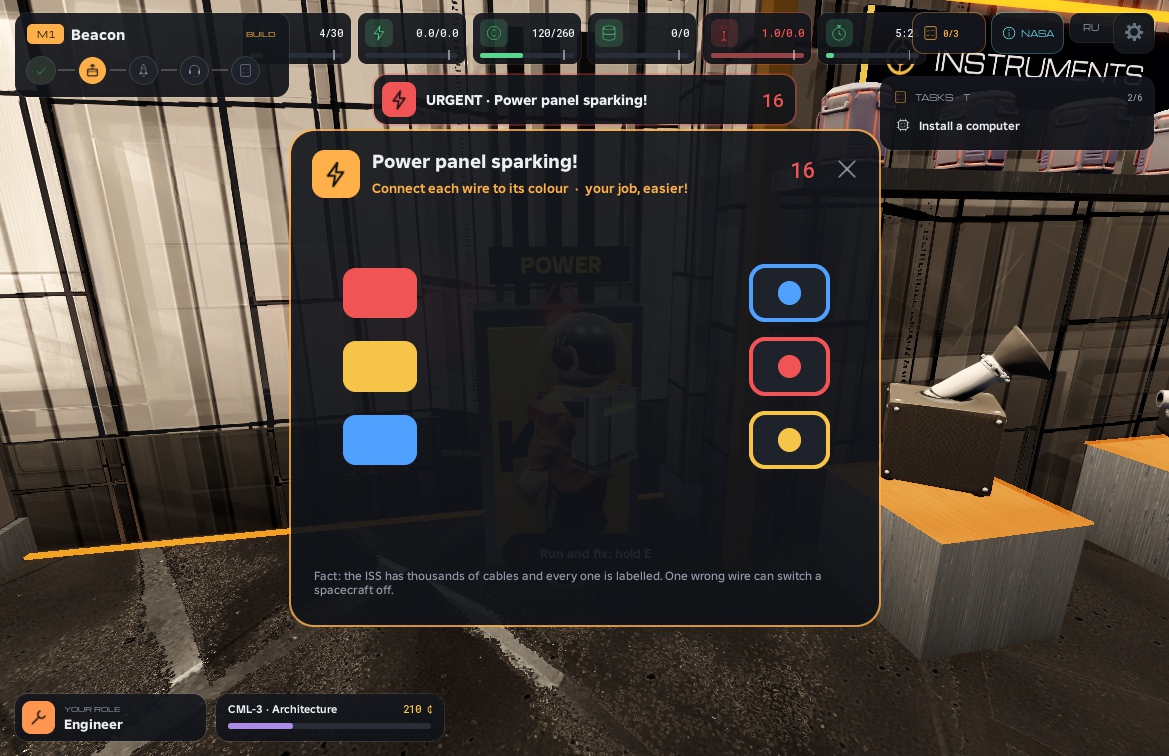 M1 Beacon
BUILD
4/30
0.0/0.0
120/260
0/0
1.0/0.0
0/3
NASA
RU
INSTRUMENTS
URGENT · Power panel sparking!
16
TASKS · T
2/6
Install a computer
Power panel sparking!
16
Connect each wire to its colour · your job, easier!
POWER
Run and fix: hold E
Fact: the ISS has thousands of cables and every one is labelled. One wrong wire can switch a
spacecraft off.
YOUR ROLE
Engineer
CML-3 · Architecture
210 ¢